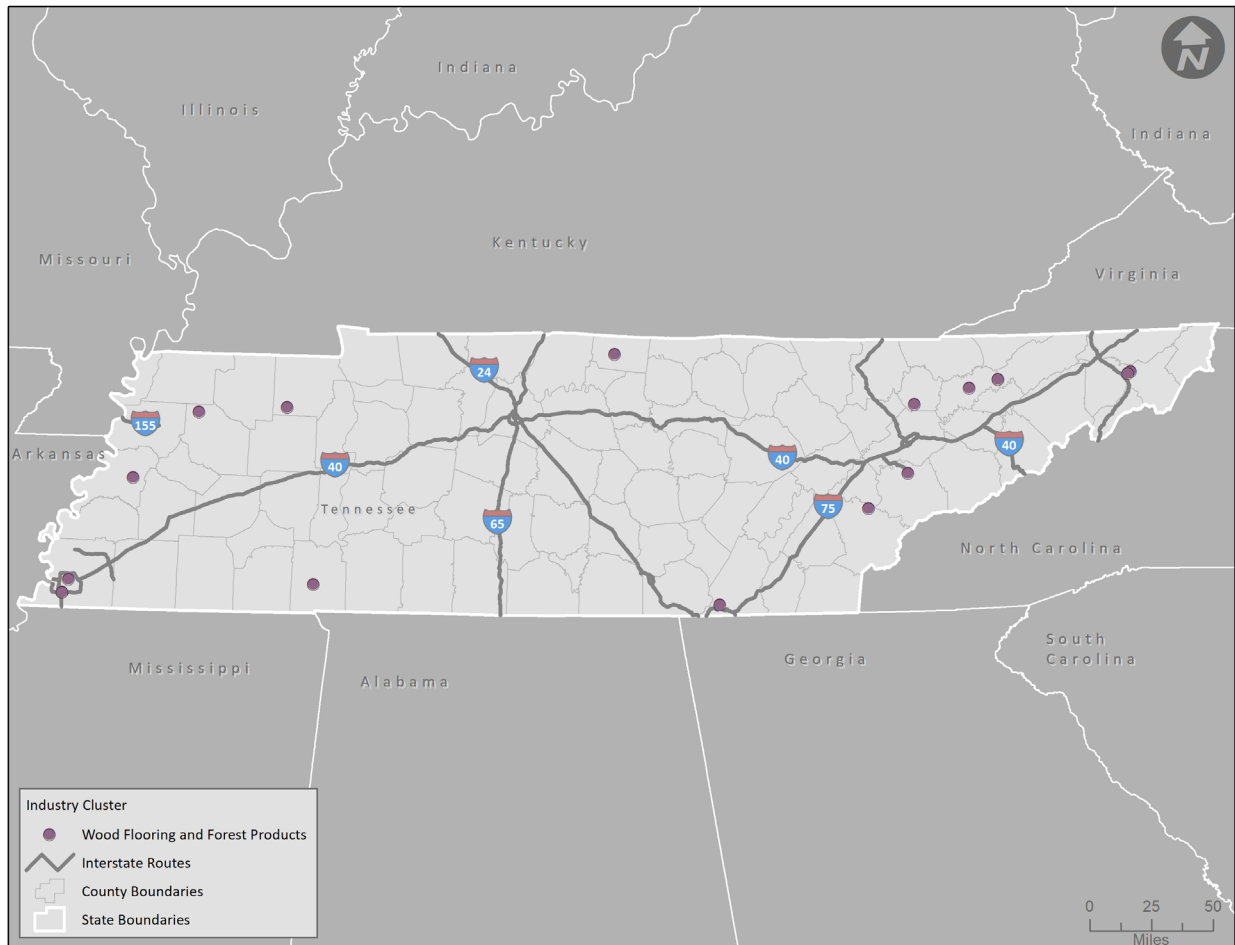 N
Indiana
Illinois
Indiana
Kentucky
Missouri
Virginia
24
155
Arkansas
40
40
40
Tennessee
65
75
North Carolina
South
Carolina
Georgia
Mississippi
Alabama
Industry Cluster
Wood Flooring and Forest Products
Interstate Routes
County Boundaries
State Boundaries
0 25 50
Miles